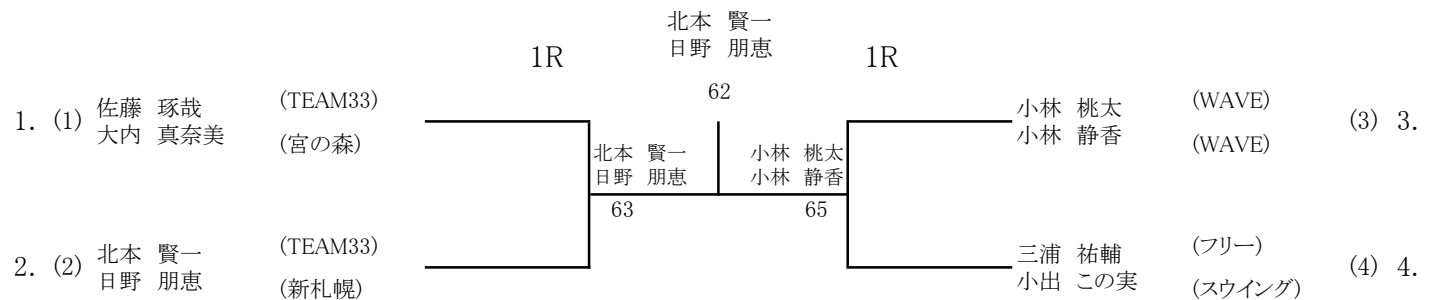 北本 賢一
日野 朋恵
1R 1R
62
1. (1) 佐藤 琢哉 (TEAM33)
大内 真奈美 (宮の森)
小林 桃太 (WAVE) (3) 3.
小林 静香 (WAVE)
北本 賢一 小林 桃太
日野 朋恵 小林 静香
63 65
2. (2) 北本 賢一 (TEAM33)
日野 朋恵 (新札幌)
三浦 祐輔 (フリー) (4) 4.
小出 この実 (スウイング)